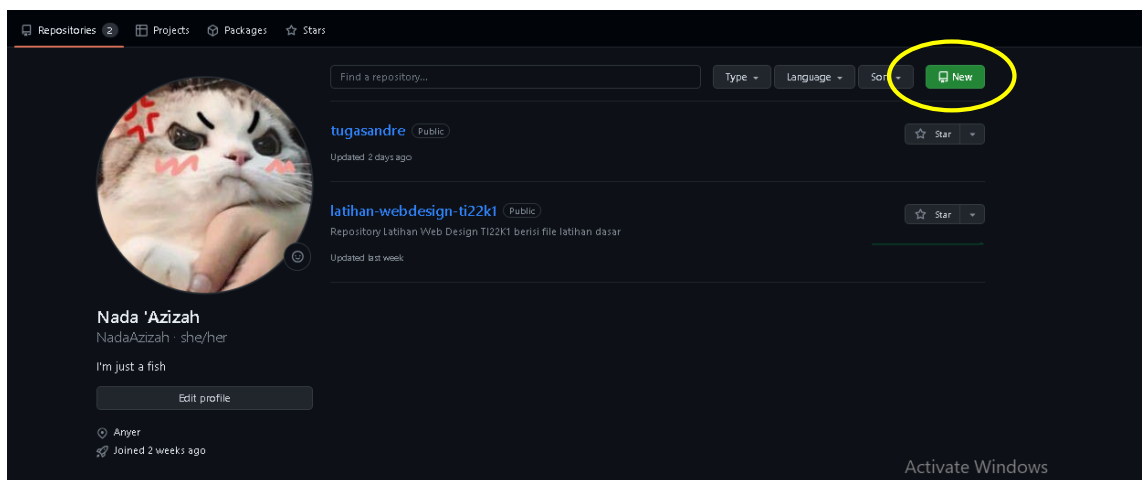 Repositories 2 Projects Packages Stars
Find a repository... Type Language Sort New
tugasandre Public Star
Updated 2 days ago
latihan-webdesign-ti22k1 Public Star
Repository Latihan Web Design TI22K1 berisi file latihan dasar
Updated last week
Nada 'Azizah
NadaAzizah · she/her
I'm just a fish
Edit profile
Anyer
Joined 2 weeks ago
Activate Windows